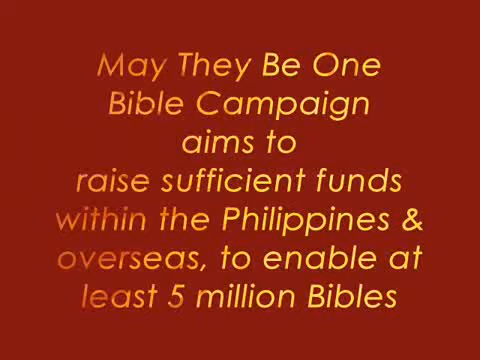 May They Be One
Bible Campaign
aims to
raise sufficient funds
within the Philippines &
overseas, to enable at
least 5 million Bibles